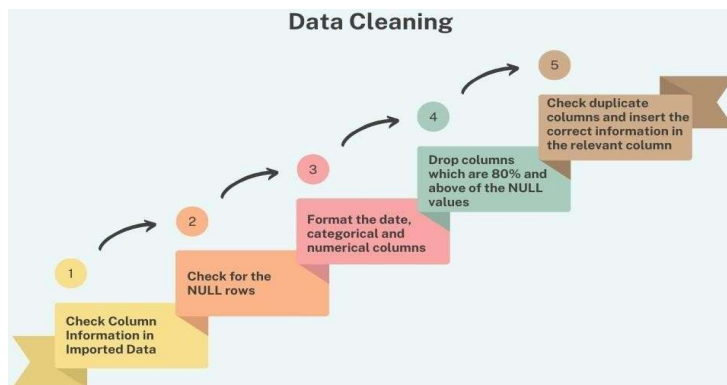 Data Cleaning
1
Check Column
Information in
Imported Data
2
Check for the
NULL rows
3
Format the date,
categorical and
numerical columns
4
Drop columns
which are 80% and
above of the NULL
values
5
Check duplicate
columns and insert the
correct information in
the relevant column